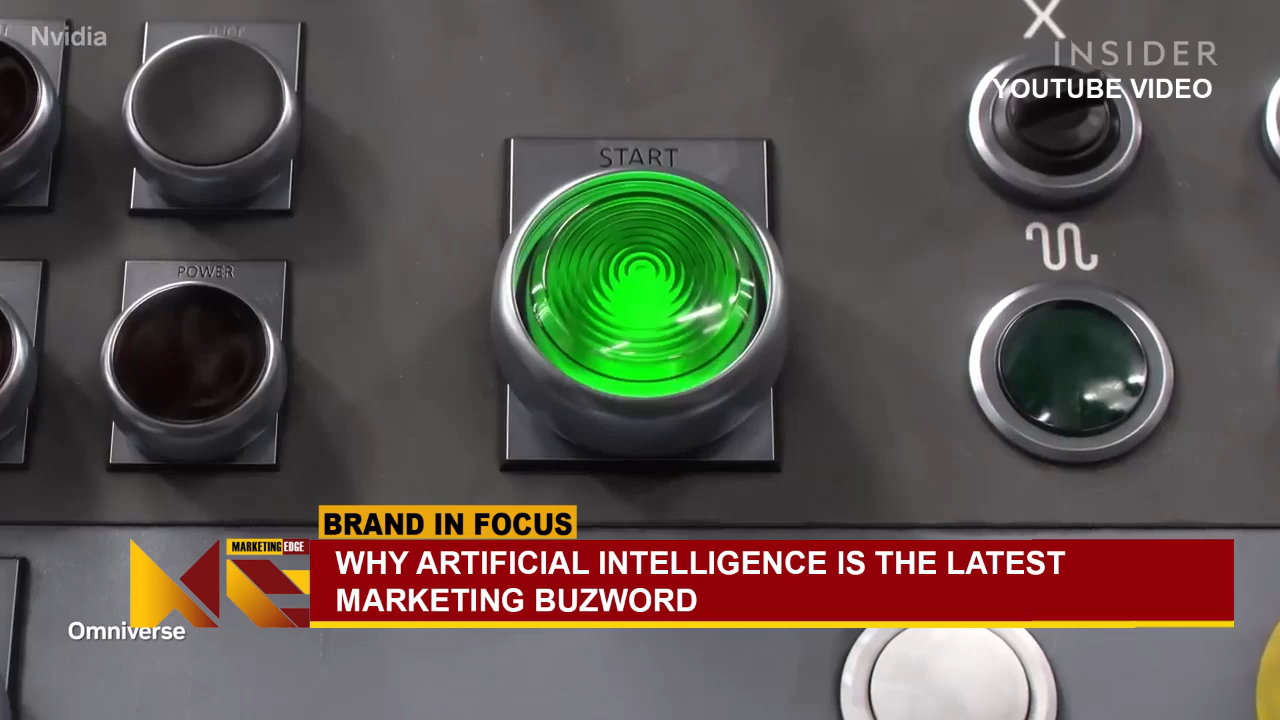 Nvidia
X
INSIDER
YOUTUBE VIDEO
START
POWER
BRAND IN FOCUS
MARKETING EDGE
WHY ARTIFICIAL INTELLIGENCE IS THE LATEST
MARKETING BUZWORD
Omniverse